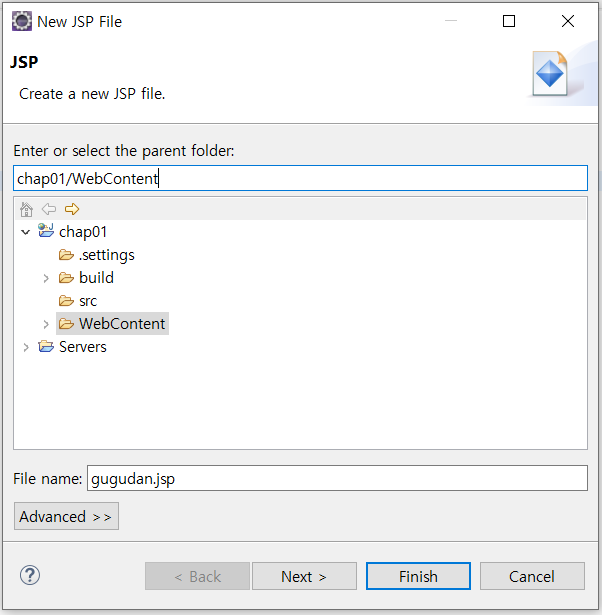 New JSP File
JSP
Create a new JSP file.
Enter or select the parent folder:
chap01/WebContent
chap01
.settings
build
src
WebContent
Servers
File name: gugudan.jsp
Advanced >>
? < Back Next > Finish Cancel